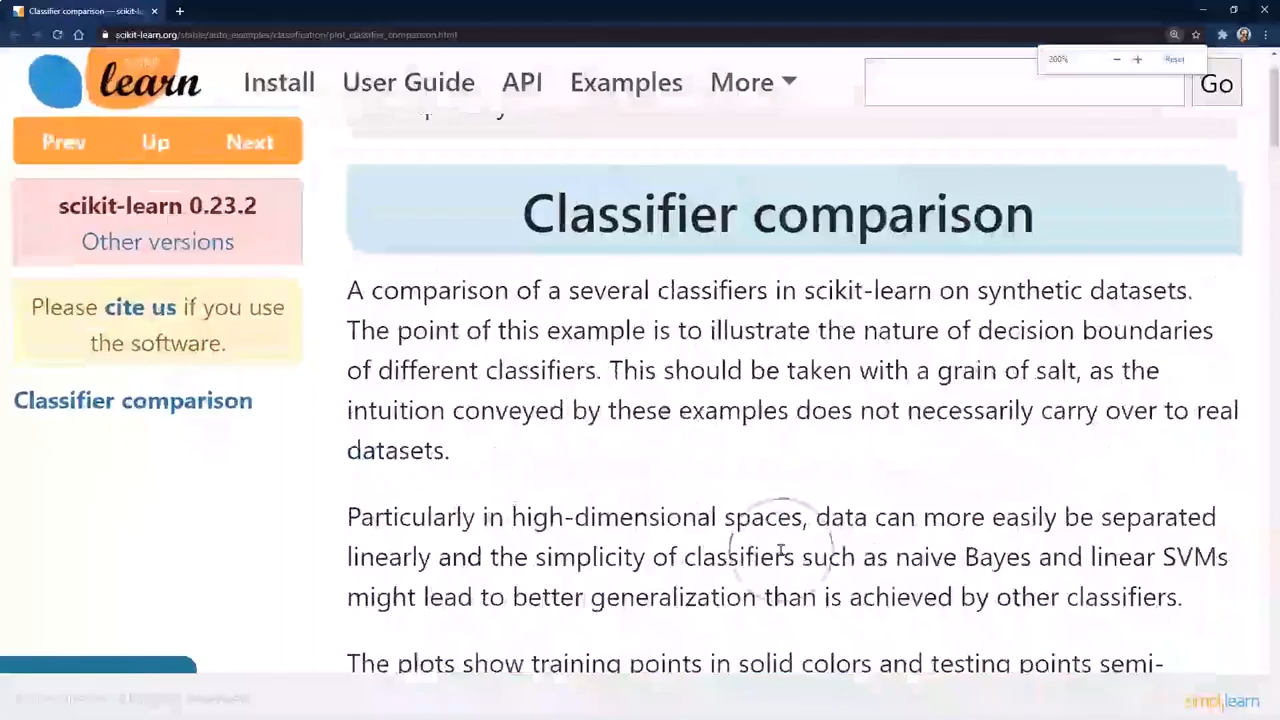 Classifier comparison — scikit-l
scikit-learn.org/stable/auto_examples/classification/plot_classifier_comparison.html
200%
Reset
learn
Install
User Guide
API
Examples
More
Go
Prev
Up
Next
scikit-learn 0.23.2
Other versions
Please cite us if you use
the software.
Classifier comparison
Classifier comparison
A comparison of a several classifiers in scikit-learn on synthetic datasets.
The point of this example is to illustrate the nature of decision boundaries
of different classifiers. This should be taken with a grain of salt, as the
intuition conveyed by these examples does not necessarily carry over to real
datasets.
Particularly in high-dimensional spaces, data can more easily be separated
linearly and the simplicity of classifiers such as naive Bayes and linear SVMs
might lead to better generalization than is achieved by other classifiers.
The plots show training points in solid colors and testing points semi-
simplilearn